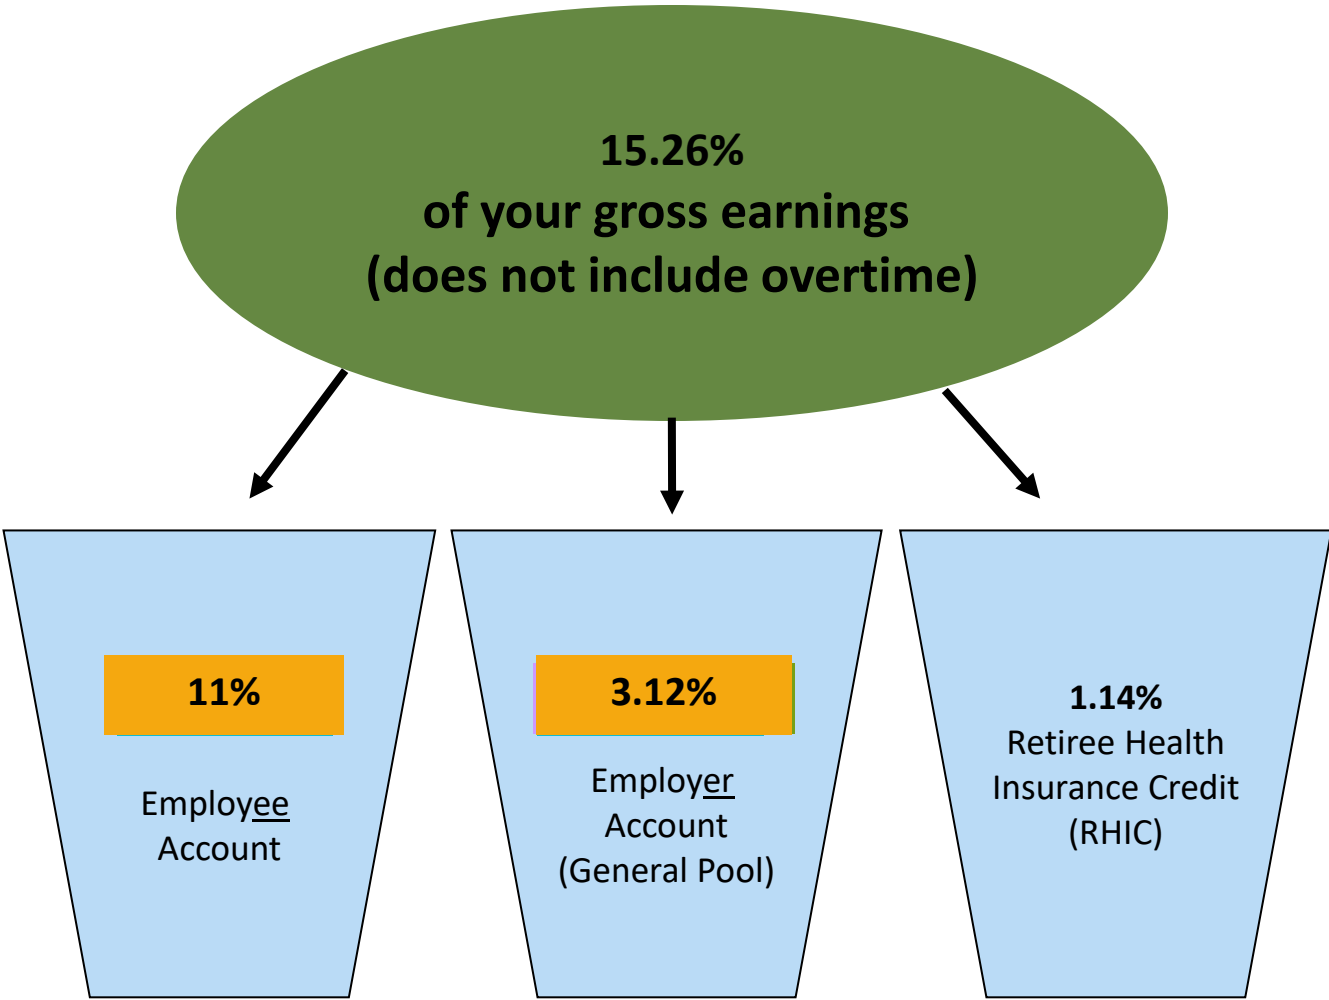 15.26%
of your gross earnings
(does not include overtime)
11%
Employee
Account
3.12%
Employer
Account
(General Pool)
1.14%
Retiree Health
Insurance Credit
(RHIC)